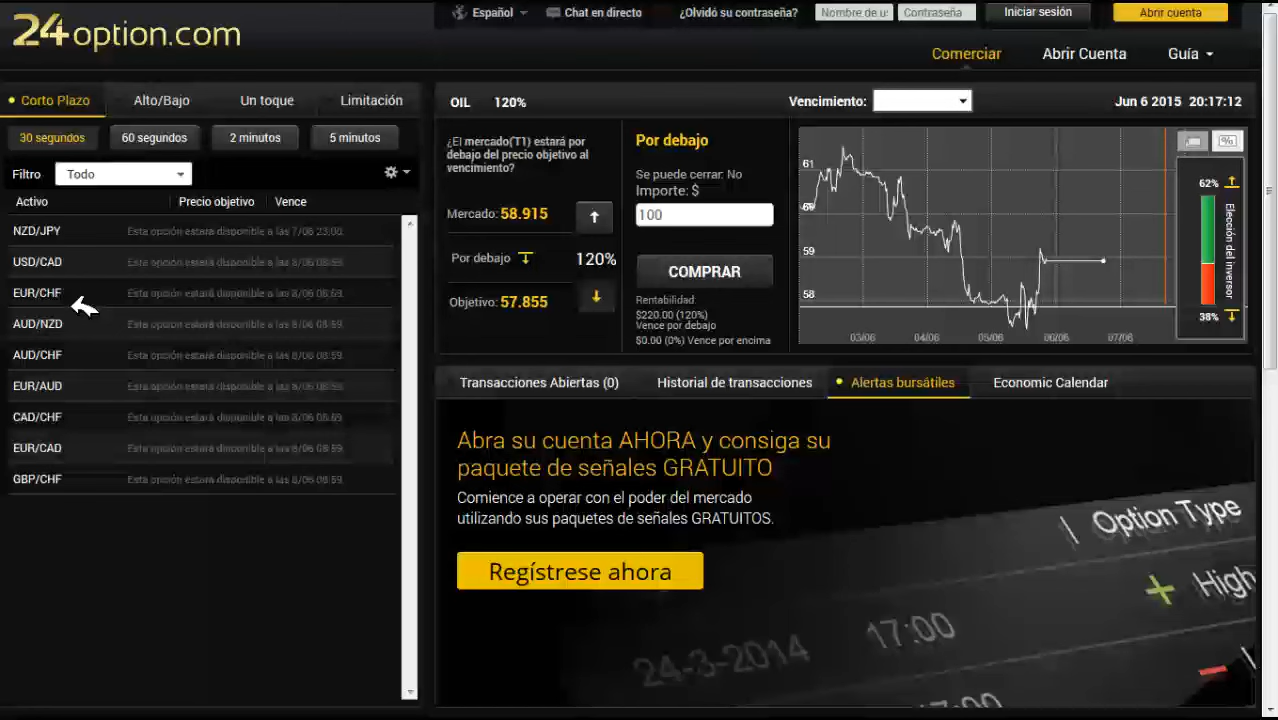 24option.com
Español
Chat en directo
¿Olvidó su contraseña?
Nombre de u:
Contraseña
Iniciar sesión
Abrir cuenta
Comerciar
Abrir Cuenta
Guía
Corto Plazo
Alto/Bajo
Un toque
Limitación
30 segundos
60 segundos
2 minutos
5 minutos
Filtro
Todo
Activo
Precio objetivo
Vence
NZD/JPY Esta opción estará disponible a las 7/06 23:00.
USD/CAD Esta opción estará disponible a las 8/06 08:59.
EUR/CHF Esta opción estará disponible a las 8/06 08:59.
AUD/NZD Esta opción estará disponible a las 8/06 08:59.
AUD/CHF Esta opción estará disponible a las 8/06 08:59.
EUR/AUD Esta opción estará disponible a las 8/06 08:59.
CAD/CHF Esta opción estará disponible a las 8/06 08:59.
EUR/CAD Esta opción estará disponible a las 8/06 08:59.
GBP/CHF Esta opción estará disponible a las 8/06 08:59.
OIL 120%
Vencimiento:
Jun 6 2015 20:17:12
¿El mercado(T1) estará por
debajo del precio objetivo al
vencimiento?
Mercado: 58.915
Por debajo
120%
Objetivo: 57.855
Por debajo
Se puede cerrar: No
Importe: $
100
COMPRAR
Rentabilidad:
$220.00 (120%)
Vence por debajo
$0.00 (0%) Vence por encima
61
60
59
58
03/06
04/06
05/06
06/06
07/06
%
62%
Elección del inversor
38%
Transacciones Abiertas (0)
Historial de transacciones
Alertas bursátiles
Economic Calendar
Abra su cuenta AHORA y consiga su
paquete de señales GRATUITO
Comience a operar con el poder del mercado
utilizando sus paquetes de señales GRATUITOS.
Regístrese ahora
Option Type
High
24-3-2014
17:00
17:00